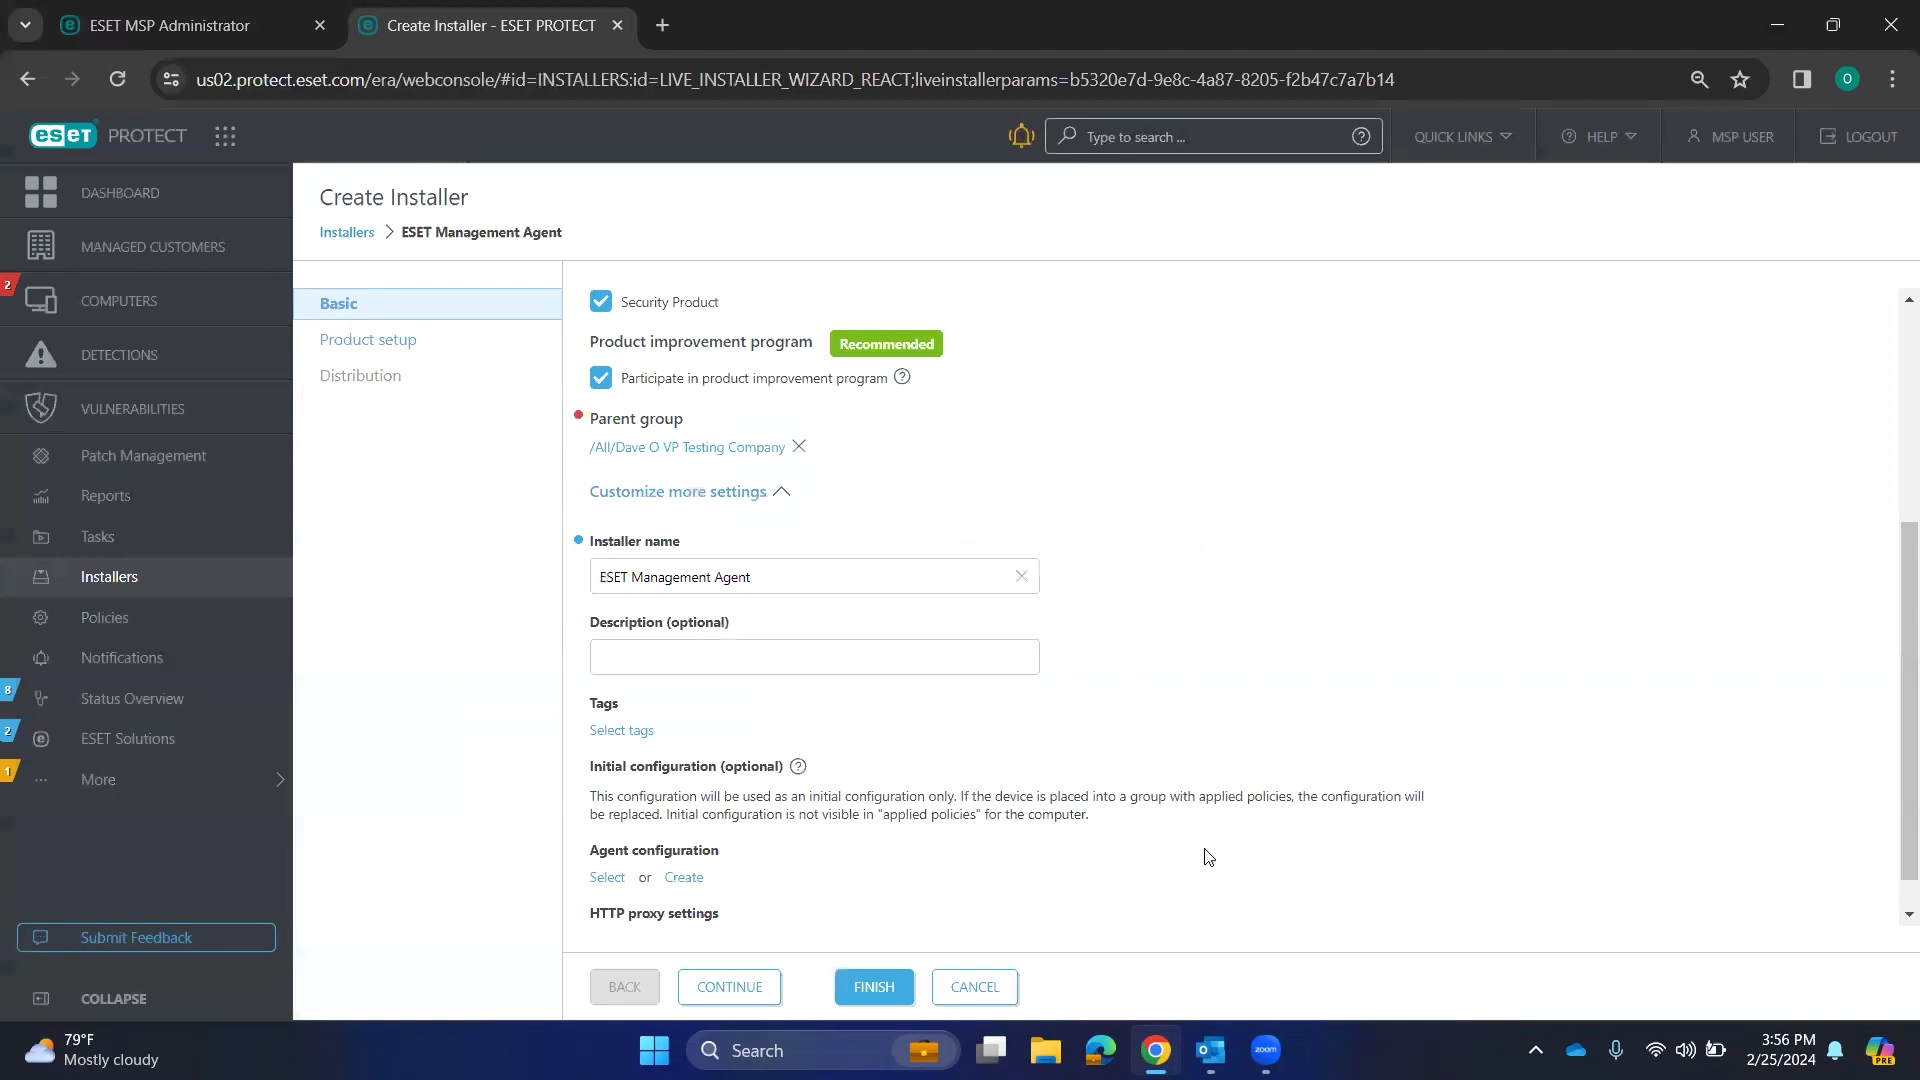 ESET MSP Administrator
Create Installer - ESET PROTECT
us02.protect.eset.com/era/webconsole/#id=INSTALLERS:id=LIVE_INSTALLER_WIZARD_REACT;liveinstallerparams=b5320e7d-9e8c-4a87-8205-f2b47c7a7b14
O
eset PROTECT
Type to search ...
QUICK LINKS
HELP
MSP USER
LOGOUT
DASHBOARD
MANAGED CUSTOMERS
2
COMPUTERS
DETECTIONS
VULNERABILITIES
Patch Management
Reports
Tasks
Installers
Policies
Notifications
8
Status Overview
2
ESET Solutions
1
More
Submit Feedback
COLLAPSE
Create Installer
Installers > ESET Management Agent
Basic
Product setup
Distribution
Security Product
Product improvement program Recommended
Participate in product improvement program
Parent group
/All/Dave O VP Testing Company
Customize more settings
Installer name
ESET Management Agent
Description (optional)
Tags
Select tags
Initial configuration (optional)
This configuration will be used as an initial configuration only. If the device is placed into a group with applied policies, the configuration will
be replaced. Initial configuration is not visible in "applied policies" for the computer.
Agent configuration
Select or Create
HTTP proxy settings
BACK
CONTINUE
FINISH
CANCEL
79°F
Mostly cloudy
Search
zoom
3:56 PM
2/25/2024
PRE